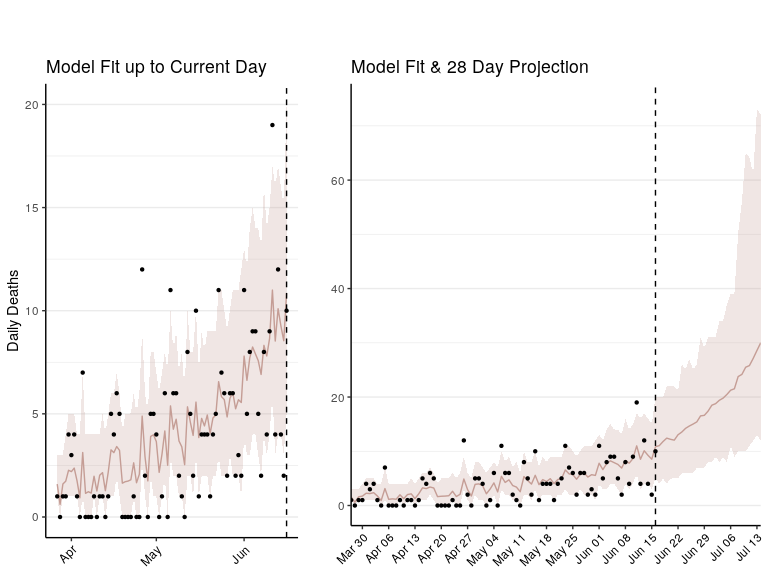 Model Fit up to Current Day
Model Fit & 28 Day Projection
Daily Deaths
20
15
10
5
0
Apr
May
Jun
60
40
20
0
Mar 30
Apr 06
Apr 13
Apr 20
Apr 27
May 04
May 11
May 18
May 25
Jun 01
Jun 08
Jun 15
Jun 22
Jun 29
Jul 06
Jul 13